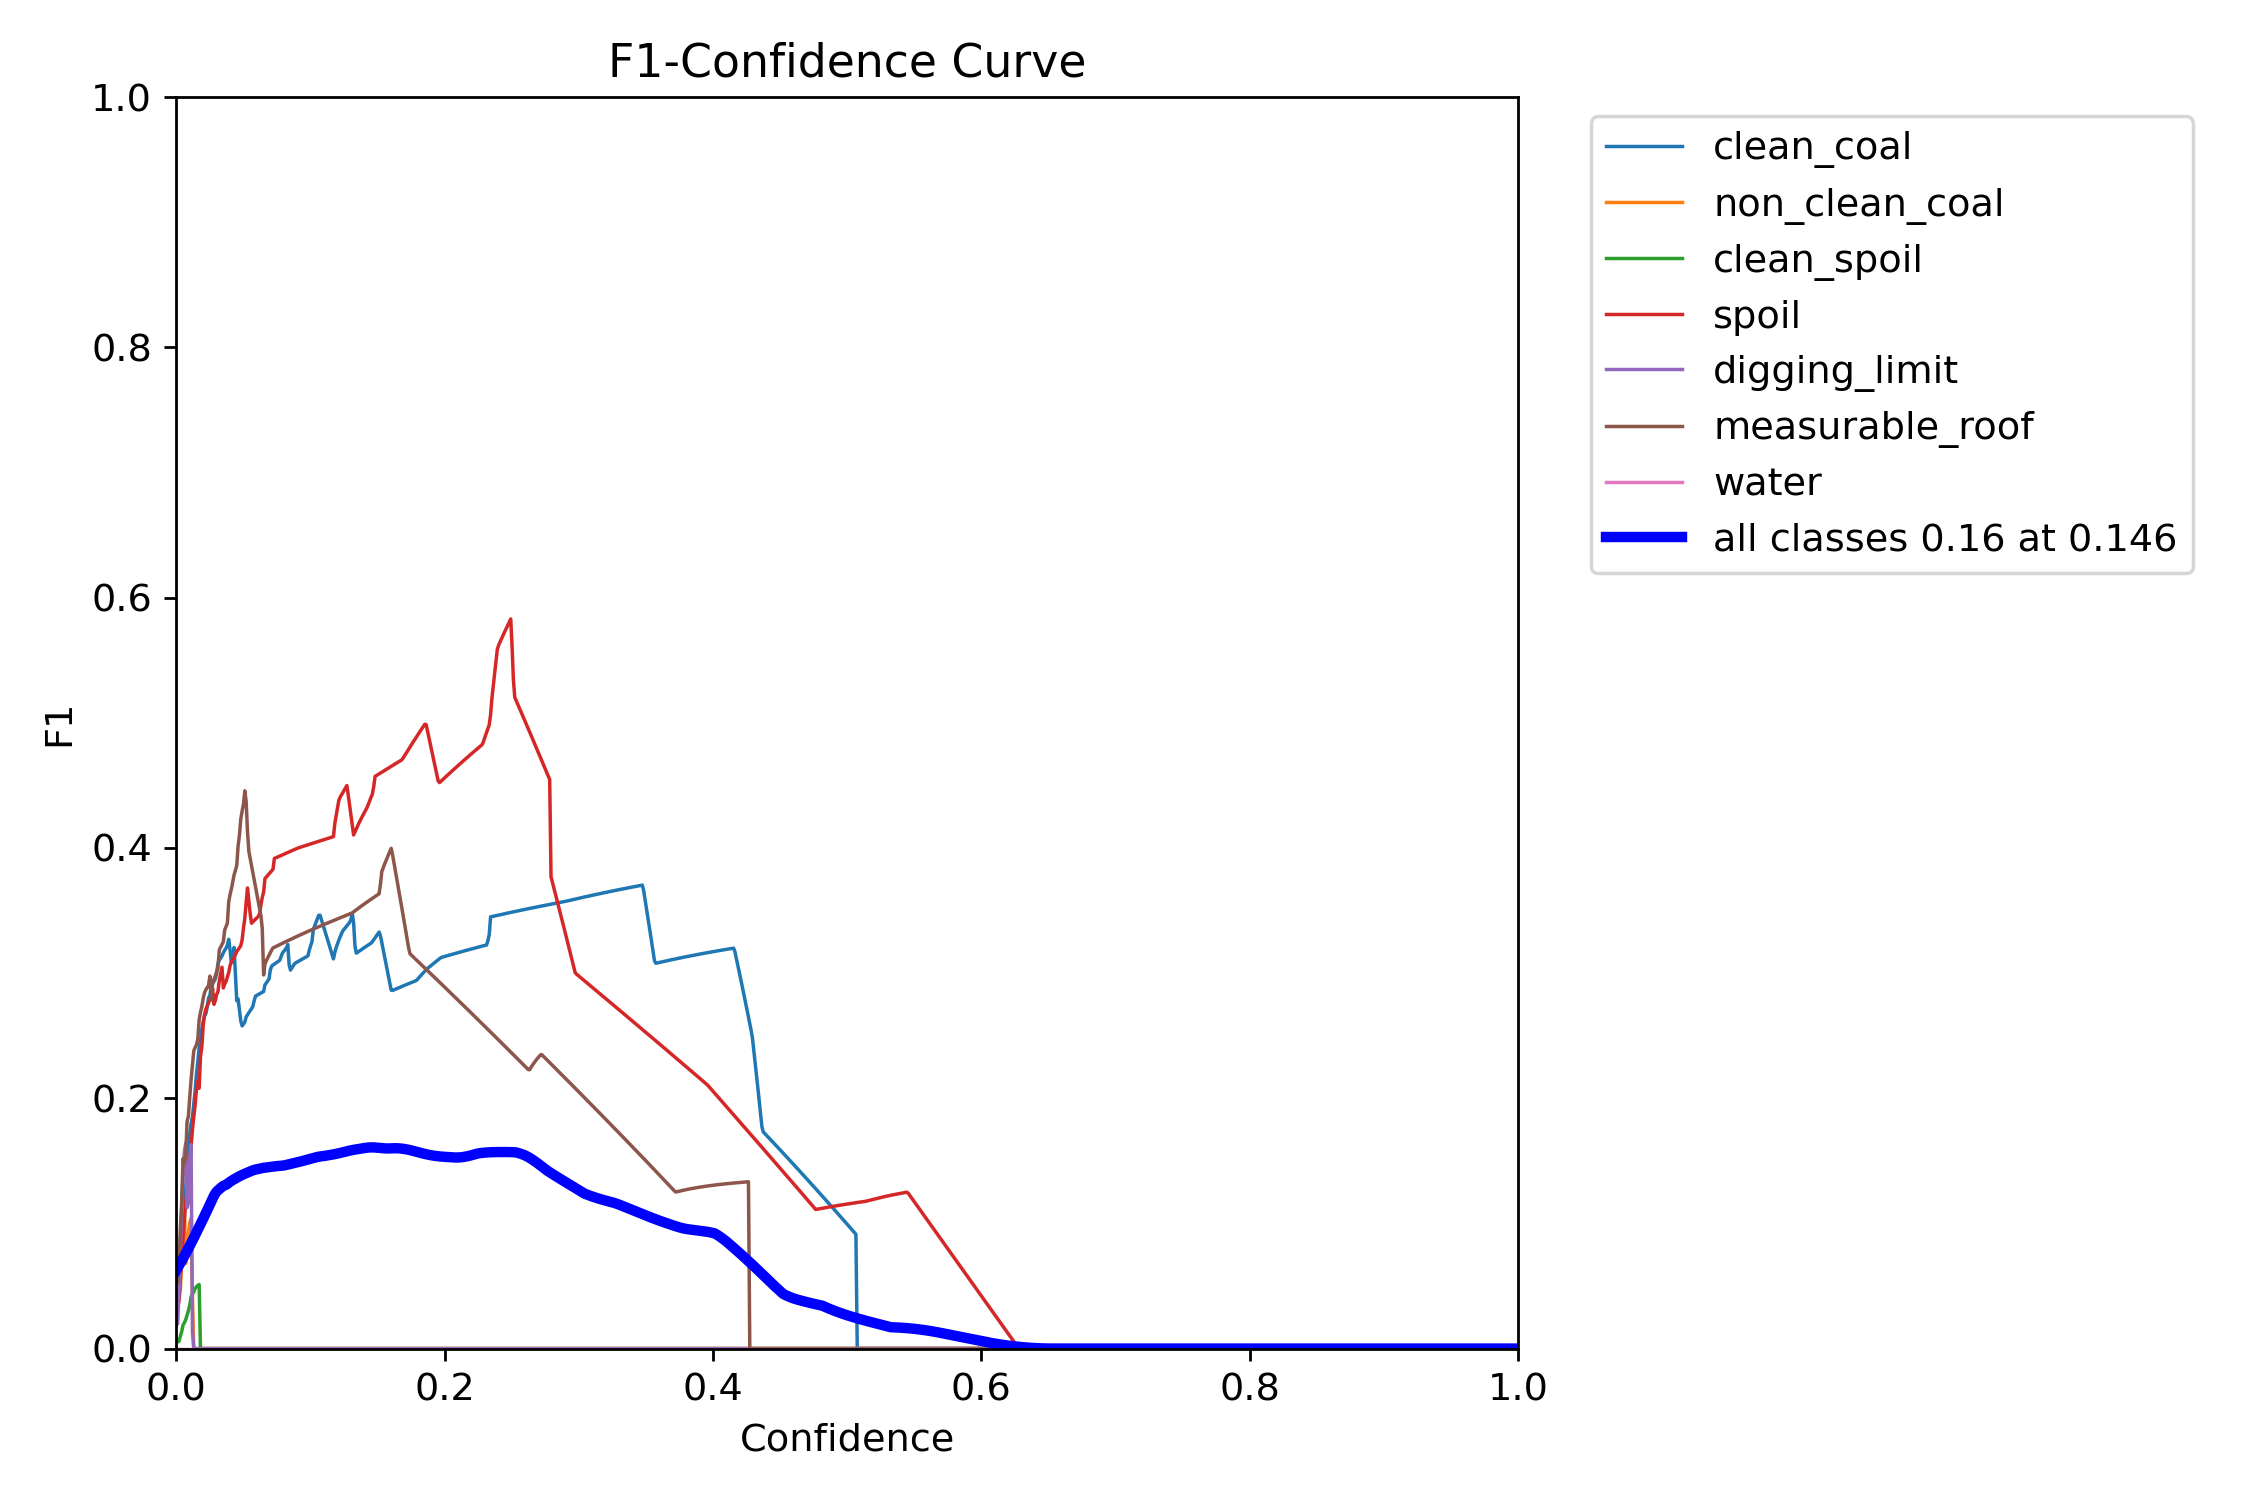 F1-Confidence Curve
1.0
0.8
0.6
0.4
0.2
0.0
F1
0.0 0.2 0.4 0.6 0.8 1.0
Confidence
clean_coal
non_clean_coal
clean_spoil
spoil
digging_limit
measurable_roof
water
all classes 0.16 at 0.146